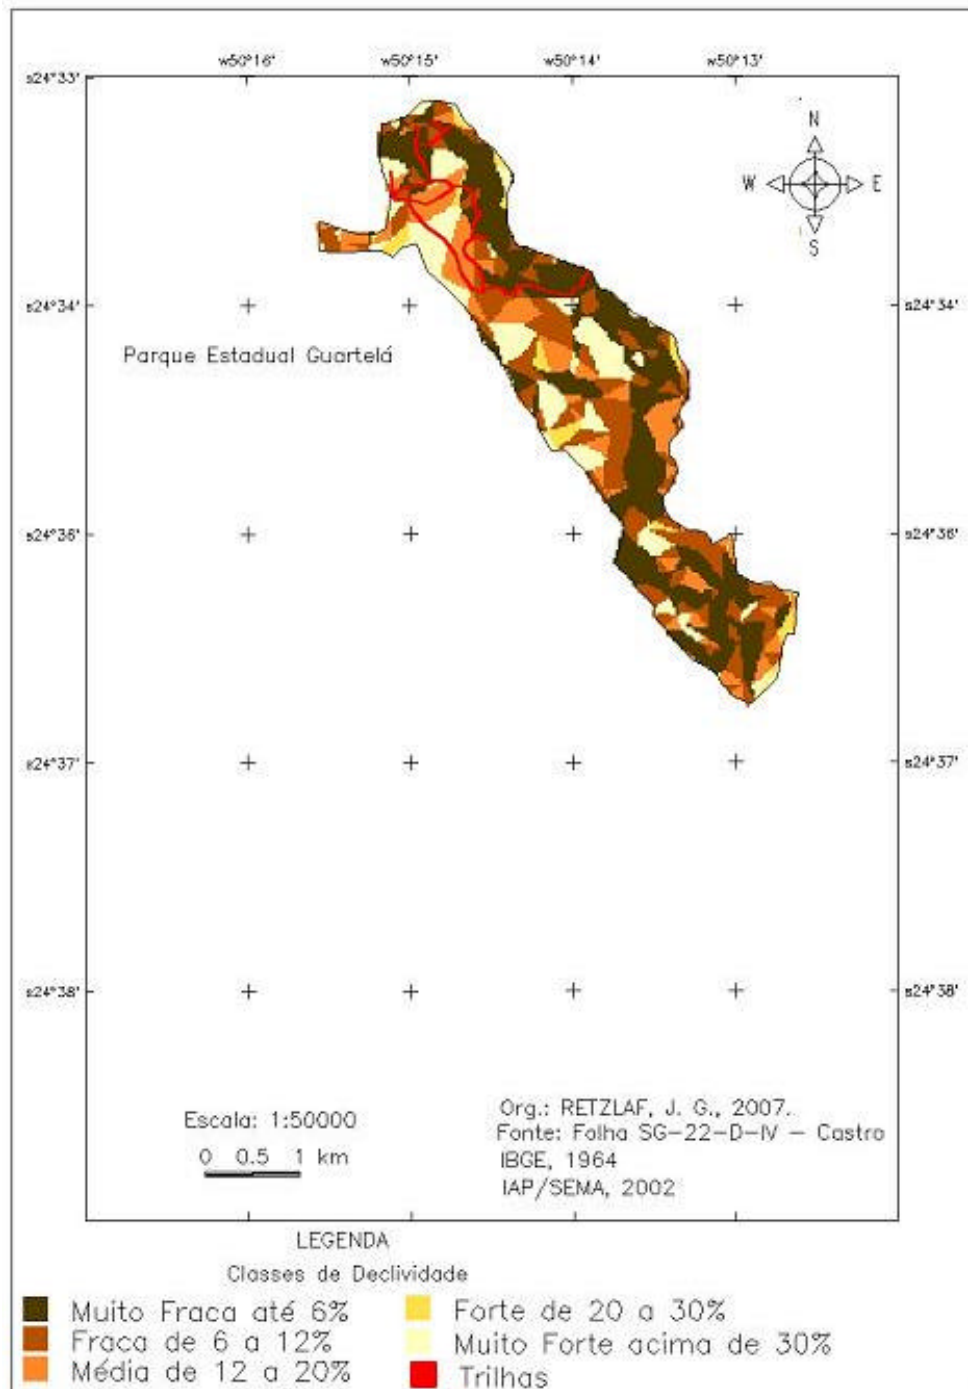 w50°16' w50°15' w50°14' w50°13'
s24°33' s24°33'
N
W E
S
s24°34' s24°34'
Parque Estadual Guartelá
s24°36' s24°36'
s24°37' s24°37'
s24°38' s24°38'
Escala: 1:50000
0 0.5 1 km
Org.: RETZLAF, J. G., 2007.
Fonte: Folha SG-22-D-IV - Castro
IBGE, 1964
IAP/SEMA, 2002
LEGENDA
Classes de Declividade
Muito Fraca até 6%
Fraca de 6 a 12%
Média de 12 a 20%
Forte de 20 a 30%
Muito Forte acima de 30%
Trilhas